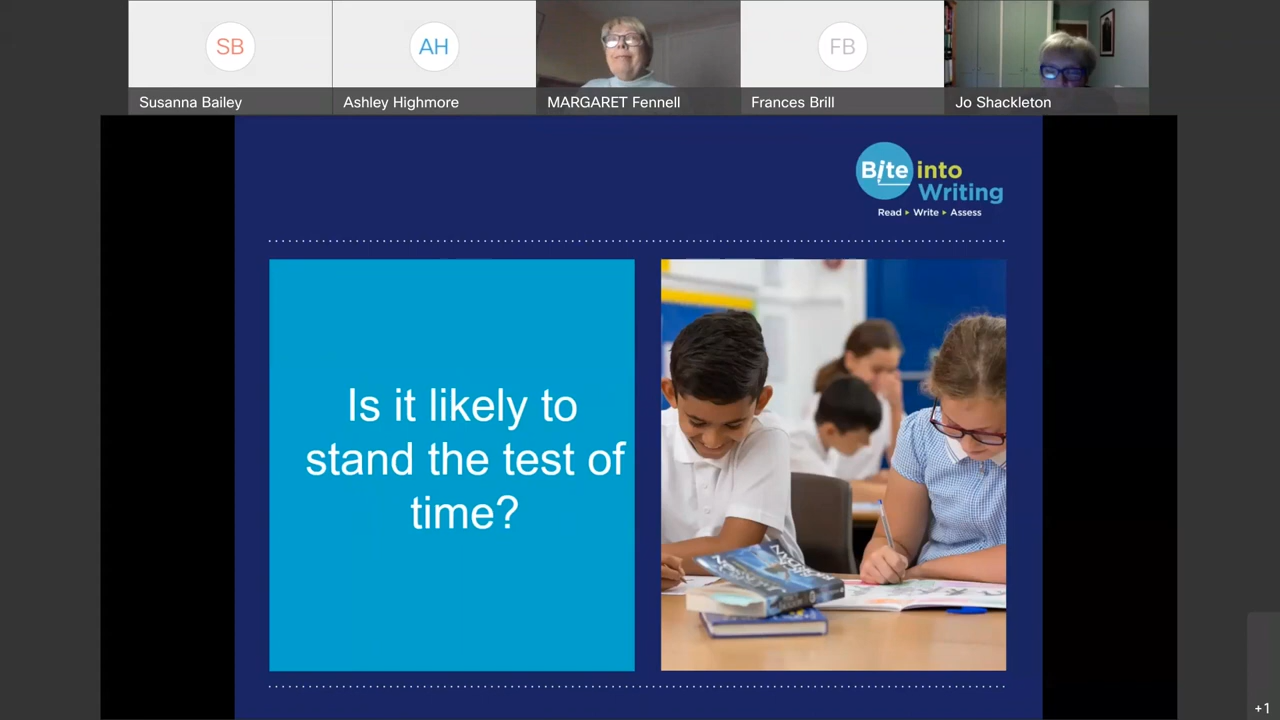 SB
AH
FB
Susanna Bailey
Ashley Highmore
MARGARET Fennell
Frances Brill
Jo Shackleton
Bite into
Writing
Read ▸ Write ▸ Assess
Is it likely to
stand the test of
time?
+1